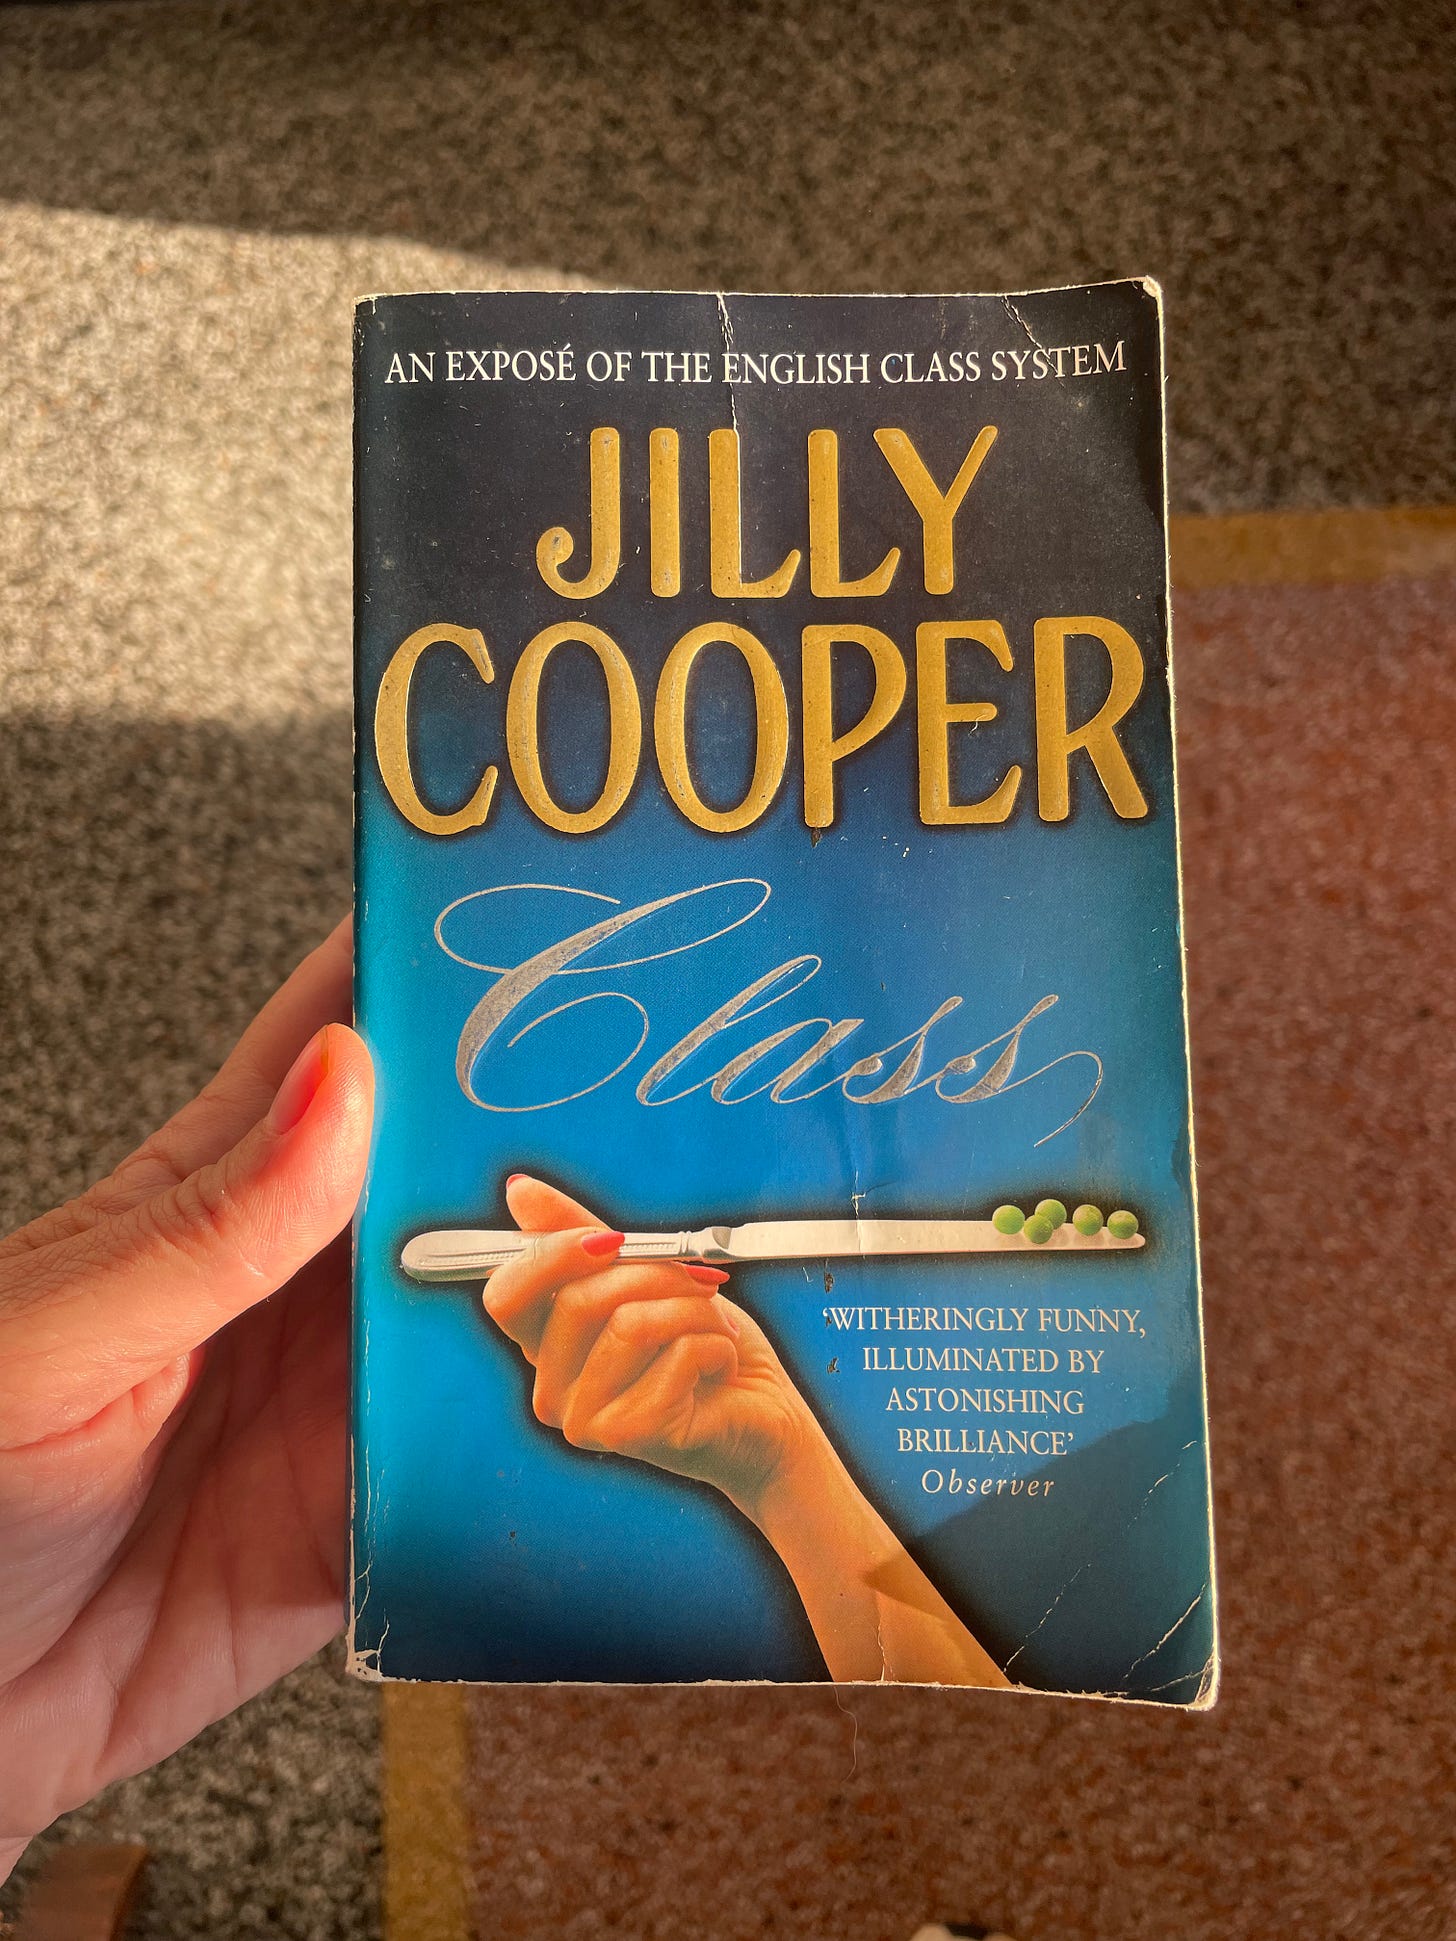 AN EXPOSÉ OF THE ENGLISH CLASS SYSTEM
JILLY
COOPER
Class
‘WITHERINGLY FUNNY,
ILLUMINATED BY
ASTONISHING
BRILLIANCE’
Observer